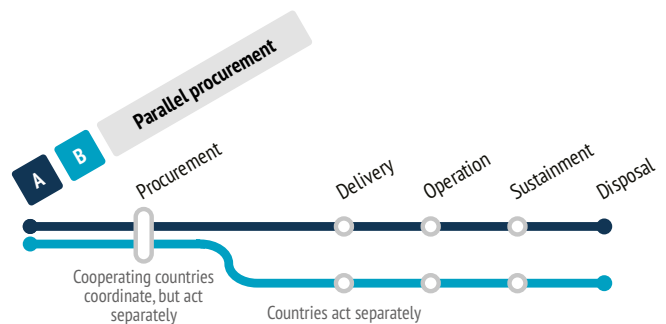 Parallel procurement
A
B
Procurement
Delivery
Operation
Sustainment
Disposal
Cooperating countries
coordinate, but act
separately
Countries act separately